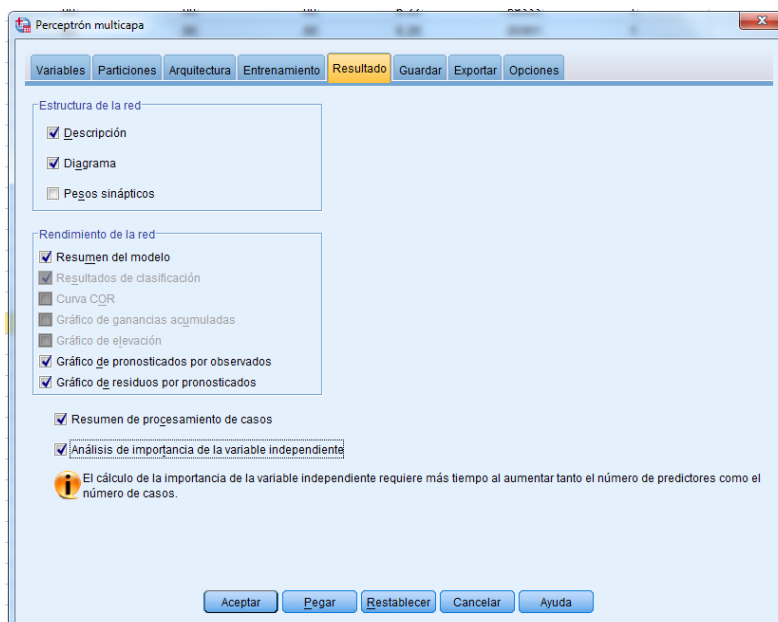 Perceptrón multicapa
Variables Particiones Arquitectura Entrenamiento Resultado Guardar Exportar Opciones
Estructura de la red
Descripción
Diagrama
Pesos sinápticos
Rendimiento de la red
Resumen del modelo
Resultados de clasificación
Curva COR
Gráfico de ganancias acumuladas
Gráfico de elevación
Gráfico de pronosticados por observados
Gráfico de residuos por pronosticados
Resumen de procesamiento de casos
Análisis de importancia de la variable independiente
El cálculo de la importancia de la variable independiente requiere más tiempo al aumentar tanto el número de predictores como el
número de casos.
Aceptar Pegar Restablecer Cancelar Ayuda